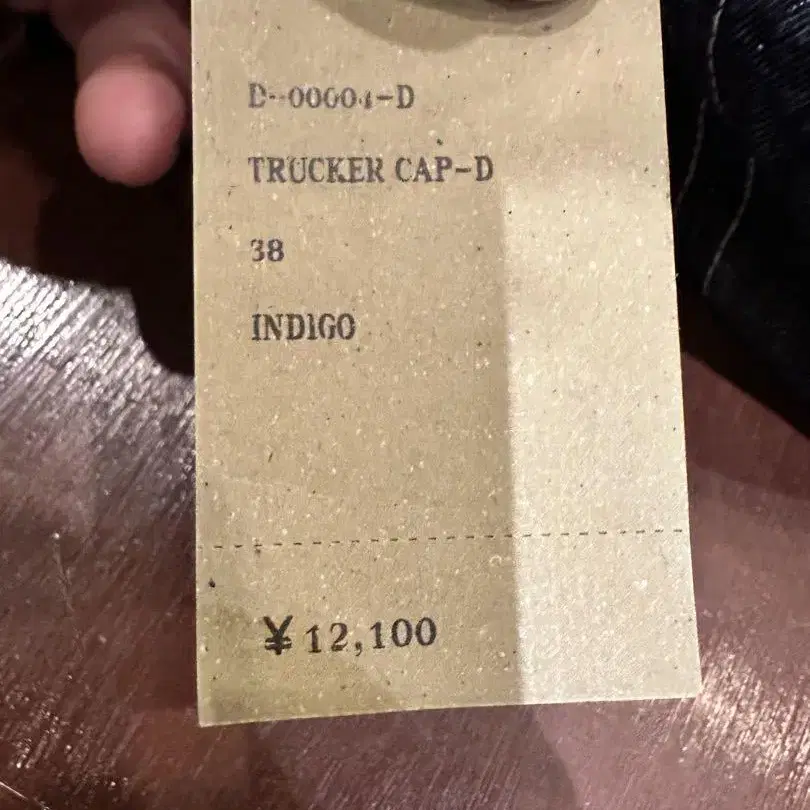 D-00004-D
TRUCKER CAP-D
38
INDIGO
¥12,100